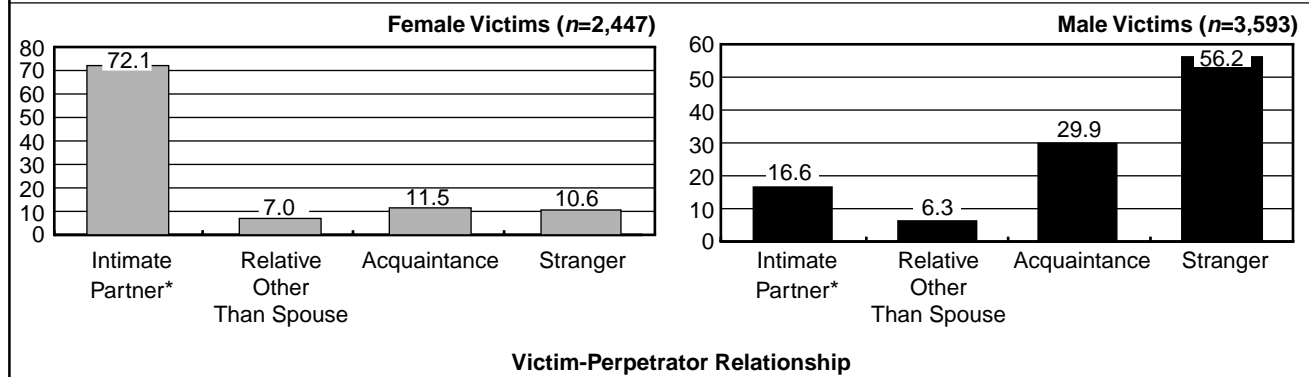 Female Victims (n=2,447)
80
70
60
50
40
30
20
10
0
72.1
7.0
11.5
10.6
Intimate
Partner*
Relative
Other
Than Spouse
Acquaintance
Stranger
Male Victims (n=3,593)
60
50
40
30
20
10
0
16.6
6.3
29.9
56.2
Intimate
Partner*
Relative
Other
Than Spouse
Acquaintance
Stranger
Victim-Perpetrator Relationship